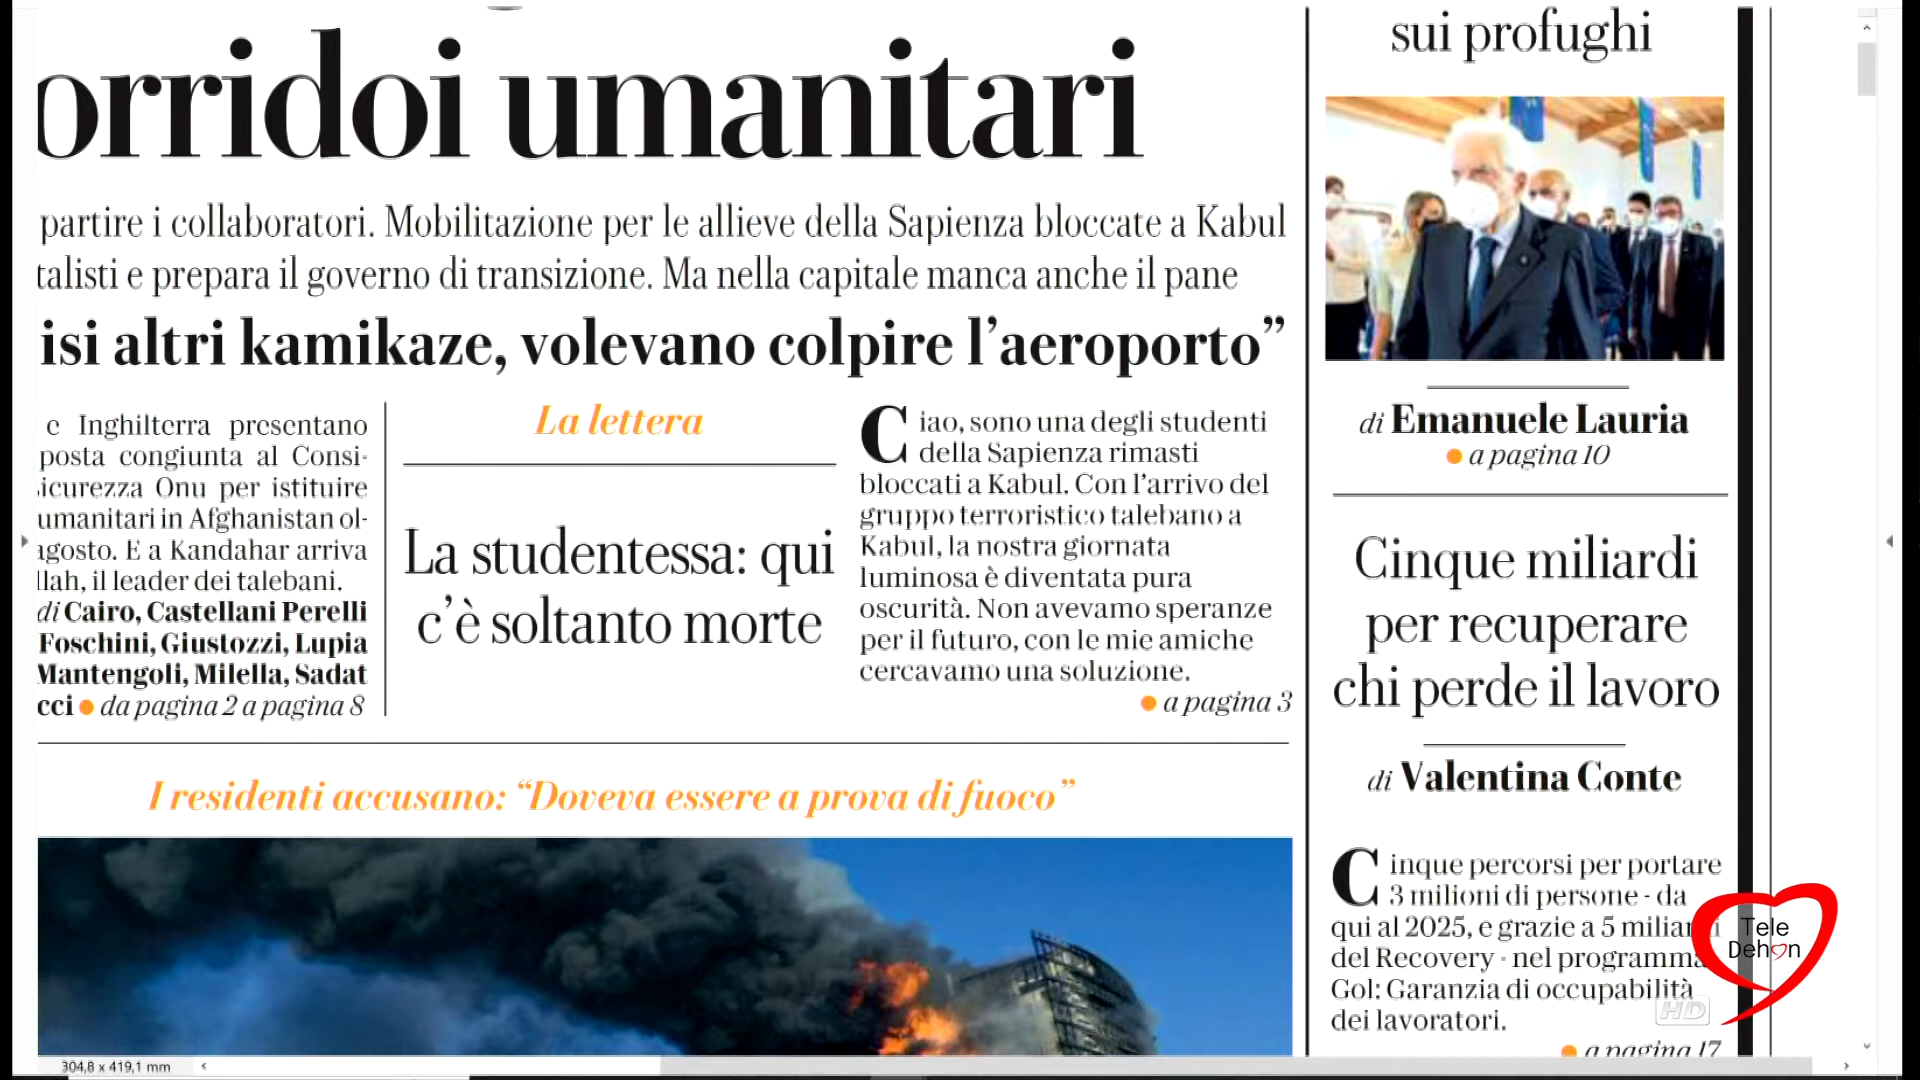 orridoi umanitari
partire i collaboratori. Mobilitazione per le allieve della Sapienza bloccate a Kabul
talisti e prepara il governo di transizione. Ma nella capitale manca anche il pane
isi altri kamikaze, volevano colpire l’aeroporto”
e Inghilterra presentano
posta congiunta al Consi-
icurezza Onu per istituire
umanitari in Afghanistan ol-
agosto. E a Kandahar arriva
llah, il leader dei talebani.
di Cairo, Castellani Perelli
Foschini, Giustozzi, Lupia
Mantengoli, Milella, Sadat
cci ● da pagina 2 a pagina 8
La lettera
La studentessa: qui
c’è soltanto morte
Ciao, sono una degli studenti
della Sapienza rimasti
bloccati a Kabul. Con l’arrivo del
gruppo terroristico talebano a
Kabul, la nostra giornata
luminosa è diventata pura
oscurità. Non avevamo speranze
per il futuro, con le mie amiche
cercavamo una soluzione.
● a pagina 3
I residenti accusano: “Doveva essere a prova di fuoco”
sui profughi
di Emanuele Lauria
● a pagina 10
Cinque miliardi
per recuperare
chi perde il lavoro
di Valentina Conte
Cinque percorsi per portare
3 milioni di persone - da
qui al 2025, e grazie a 5 miliardi
del Recovery - nel programma
Gol: Garanzia di occupabilità
dei lavoratori.
● a pagina 17
Tele
Dehon
HD
304,8 x 419,1 mm